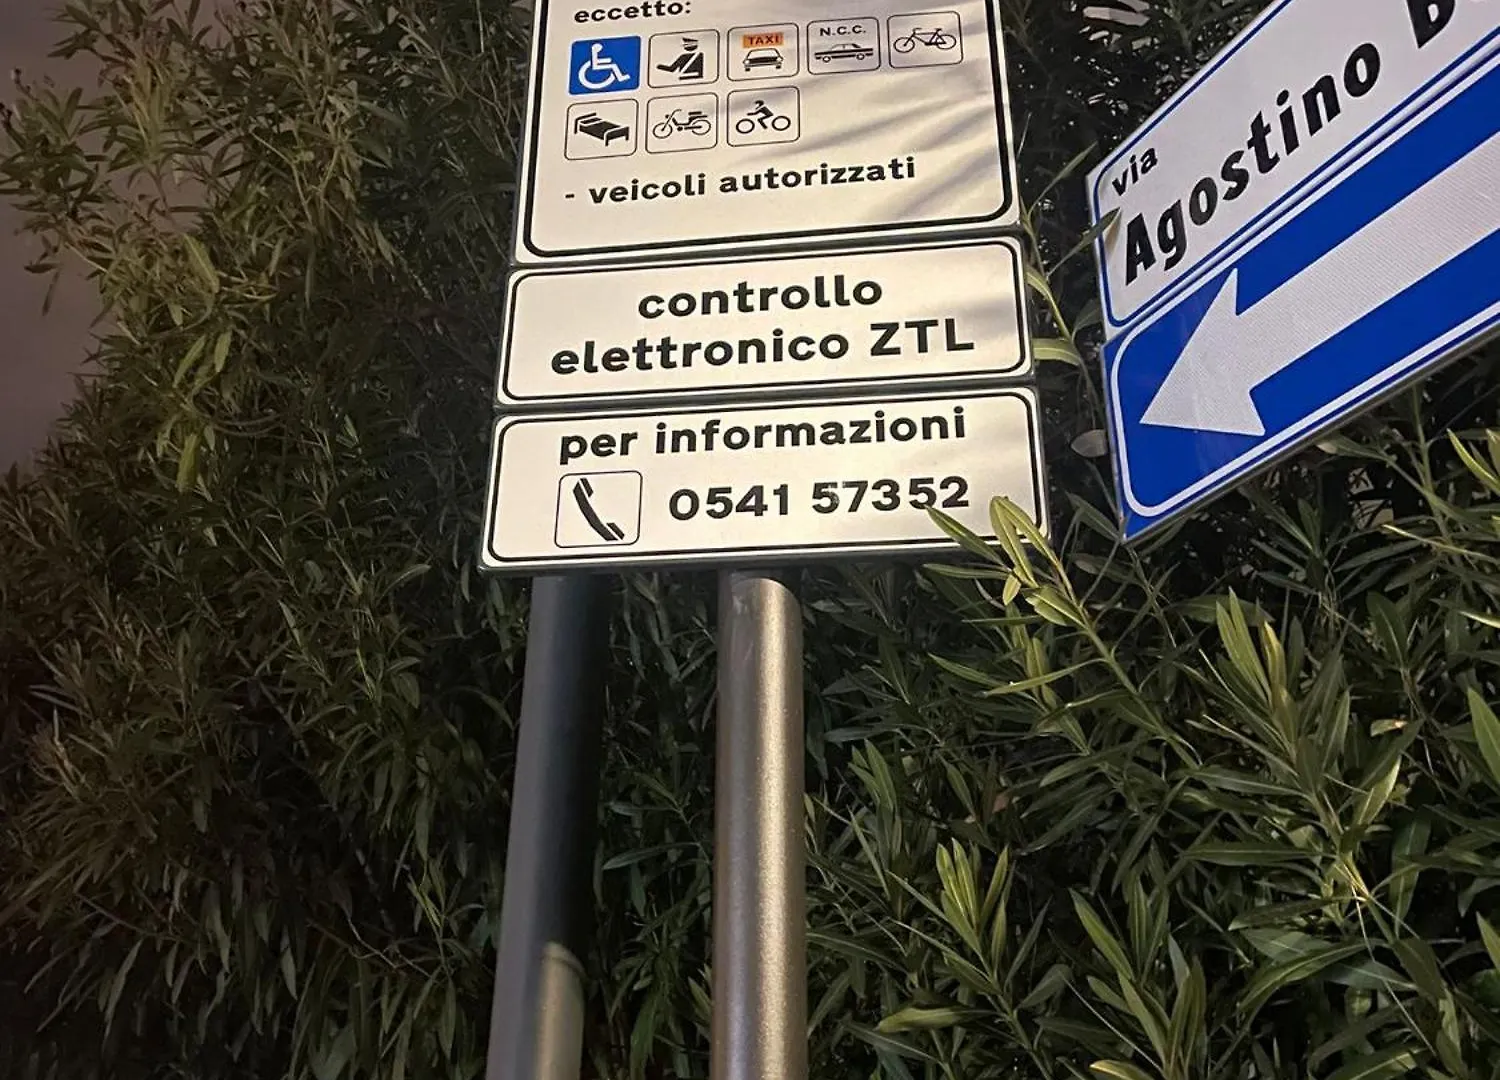 eccetto:
TAXI
N.C.C.
- veicoli autorizzati
controllo
elettronico ZTL
per informazioni
0541 57352
via
Agostino